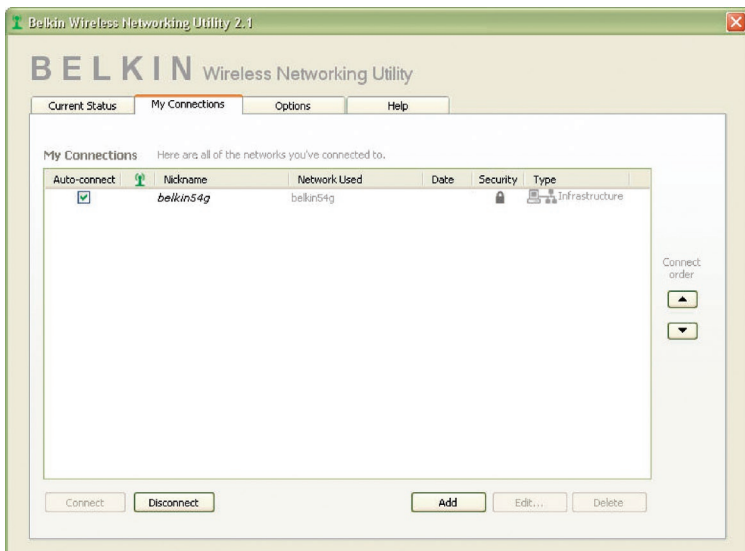 Belkin Wireless Networking Utility 2.1
BELKIN Wireless Networking Utility
Current Status My Connections Options Help
My Connections Here are all of the networks you've connected to.
Auto-connect Nickname Network Used Date Security Type
belkin54g belkin54g Infrastructure
Connect order
Connect Disconnect Add Edit... Delete